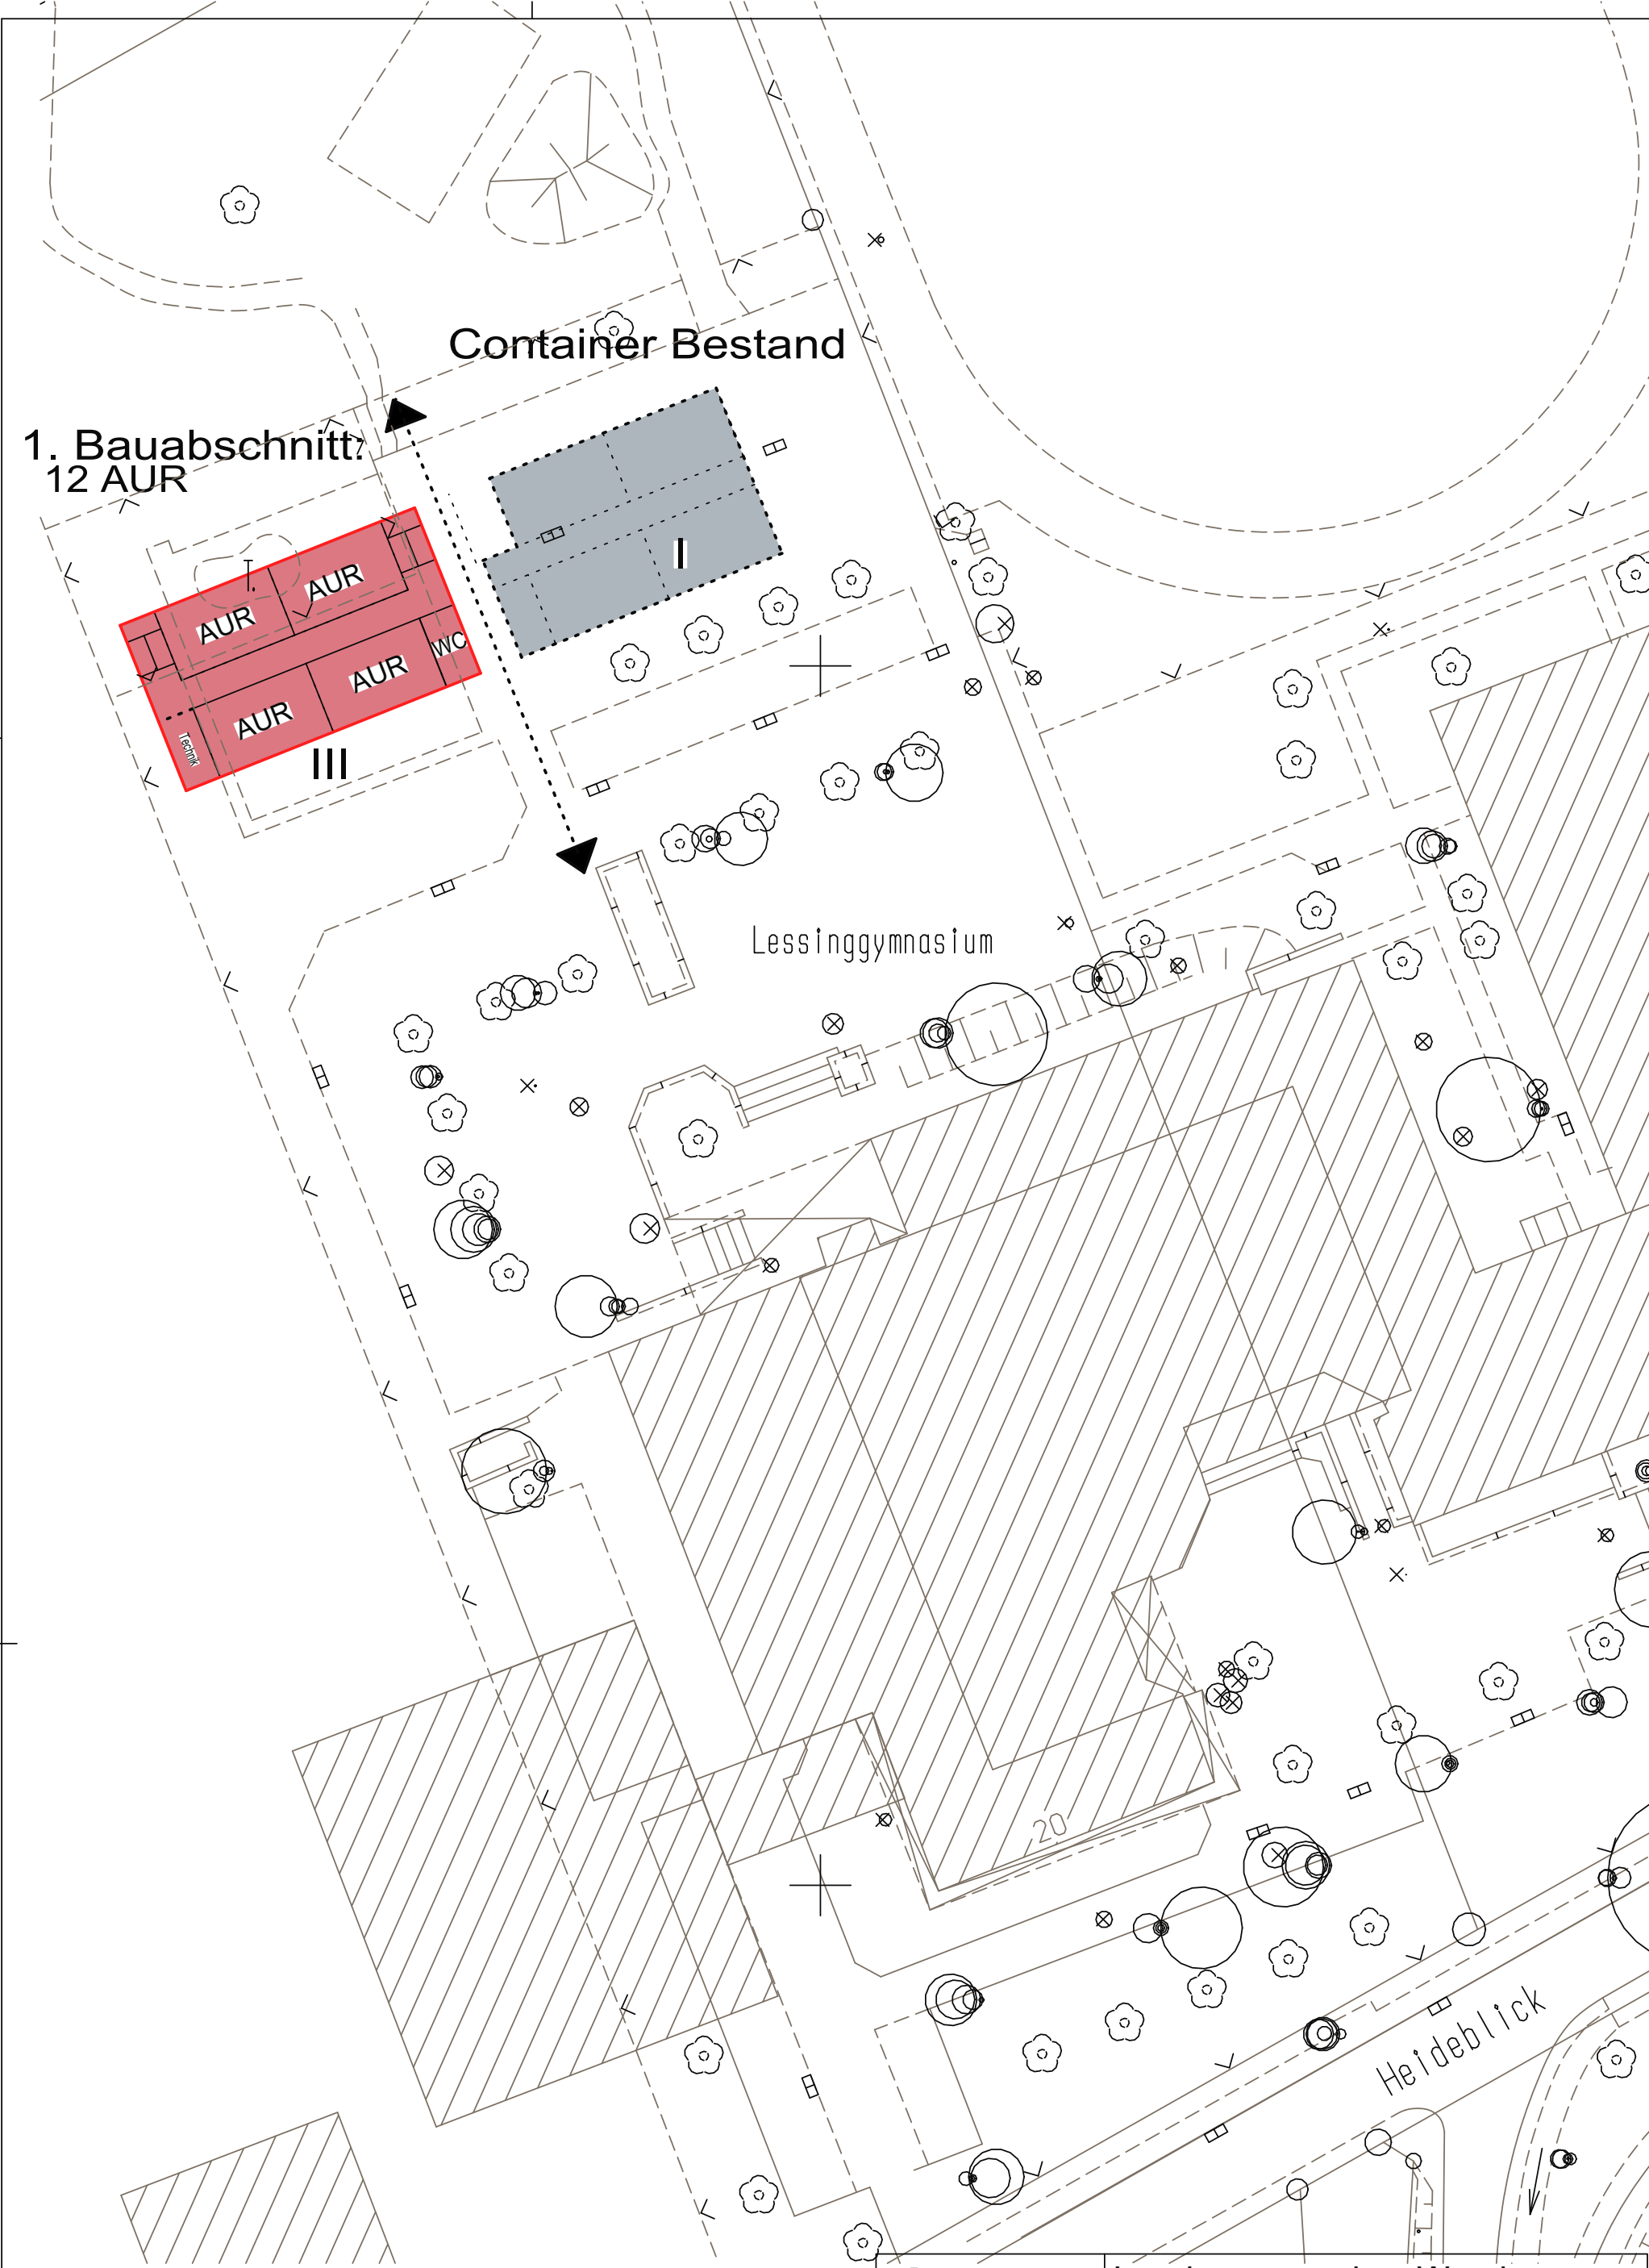 Container Bestand
1. Bauabschnitt:
12 AUR
I
T.
AUR
AUR
WC
AUR
AUR
Technik
III
Lessinggymnasium
20
Heideblick